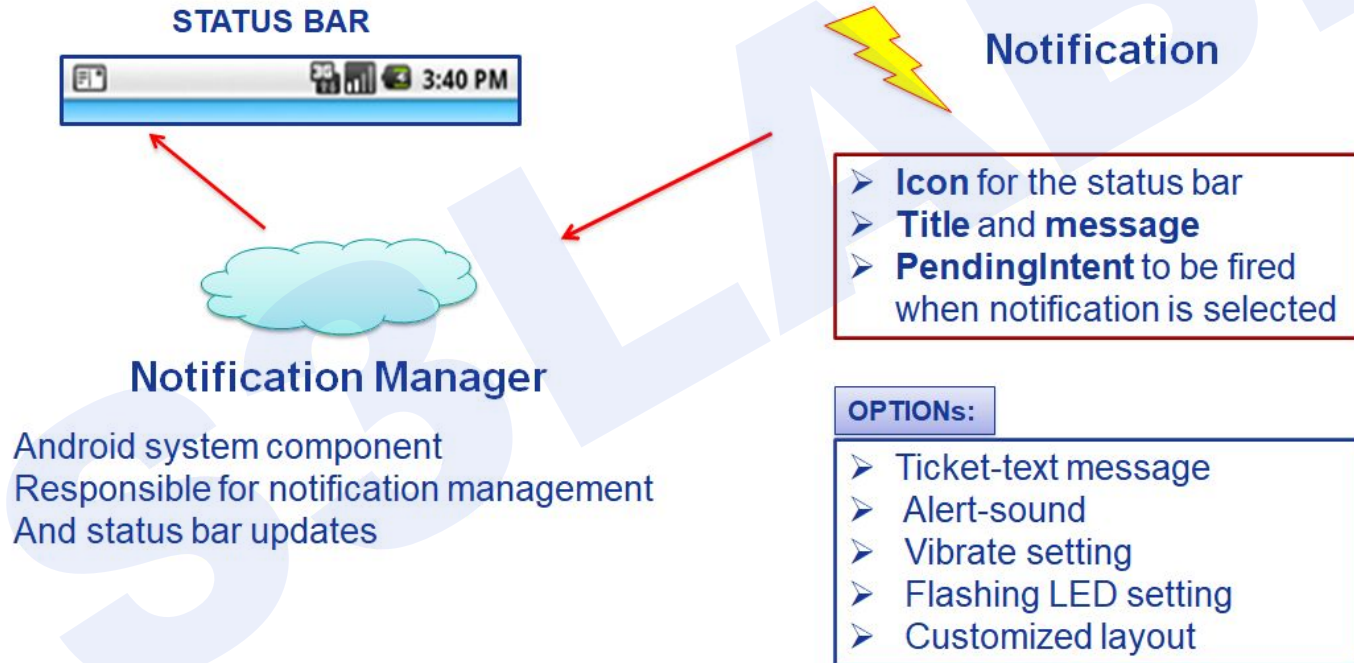 STATUS BAR
3G
3:40 PM
Notification
➢ Icon for the status bar
➢ Title and message
➢ PendingIntent to be fired
when notification is selected
Notification Manager
Android system component
Responsible for notification management
And status bar updates
OPTIONs:
➢ Ticket-text message
➢ Alert-sound
➢ Vibrate setting
➢ Flashing LED setting
➢ Customized layout
S3LAB